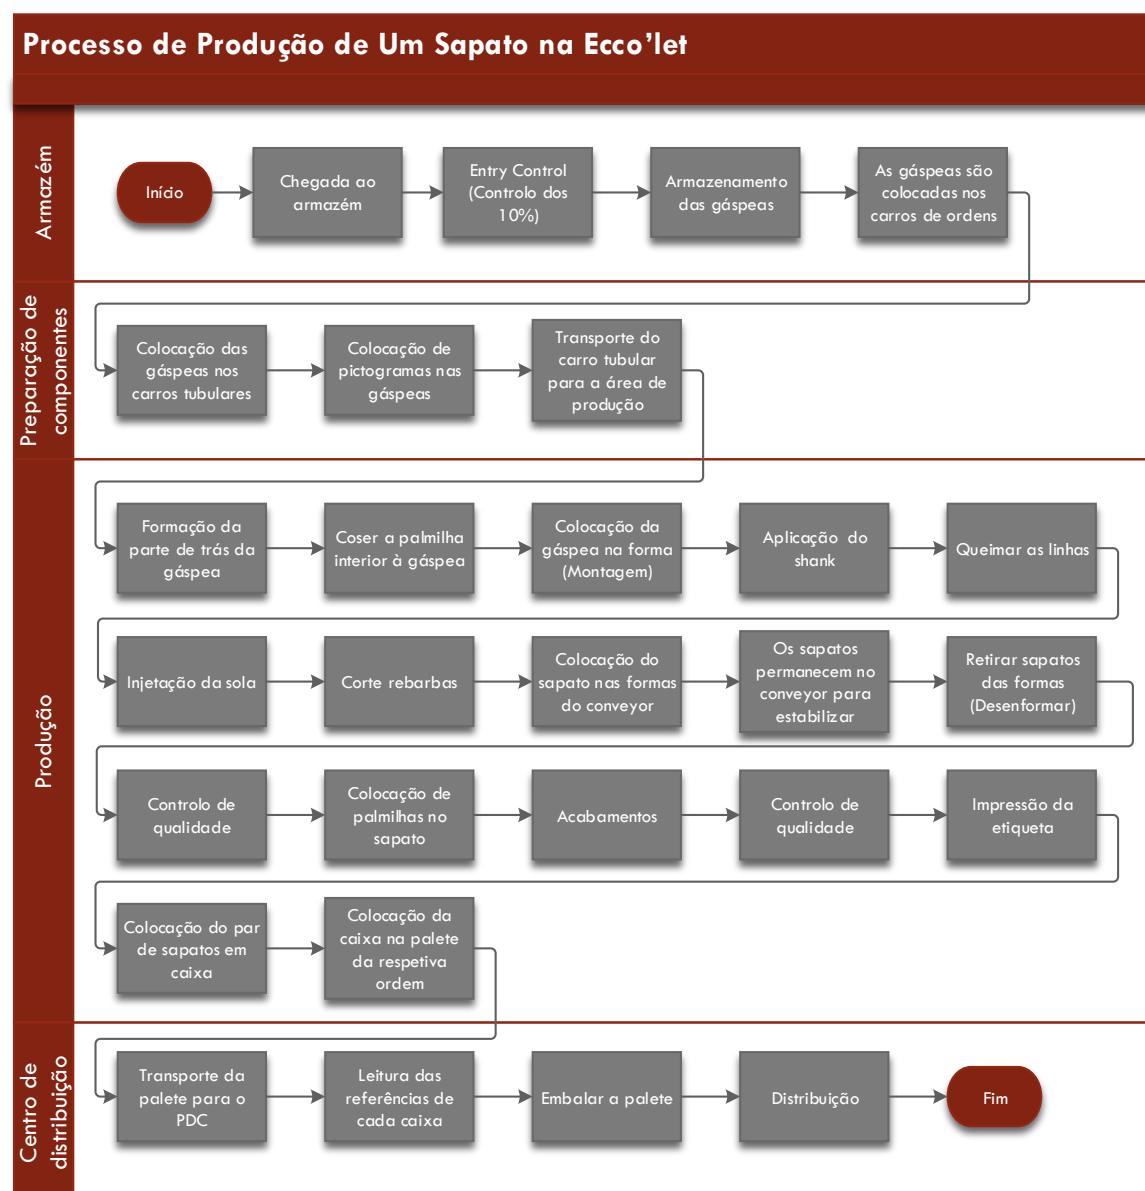 Processo de Produção de Um Sapato na Ecco’let
Armazém
Início
Chegada ao
armazém
Entry Control
(Controlo dos
10%)
Armazenamento
das gáspeas
As gáspeas são
colocadas nos
carros de ordens
Preparação de
componentes
Colocação das
gáspeas nos
carros tubulares
Colocação de
pictogramas nas
gáspeas
Transporte do
carro tubular
para a área de
produção
Produção
Formação da
parte de trás da
gáspea
Coser a palmilha
interior à gáspea
Colocação da
gáspea na forma
(Montagem)
Aplicação do
shank
Queimar as linhas
Injetação da sola
Corte rebarbas
Colocação do
sapato nas formas
do conveyor
Os sapatos
permanecem no
conveyor para
estabilizar
Retirar sapatos
das formas
(Desenformar)
Controlo de
qualidade
Colocação de
palmilhas no
sapato
Acabamentos
Controlo de
qualidade
Impressão da
etiqueta
Colocação do par
de sapatos em
caixa
Colocação da
caixa na palete
da respetiva
ordem
Centro de
distribuição
Transporte da
palete para o
PDC
Leitura das
referências de
cada caixa
Embalar a palete
Distribuição
Fim